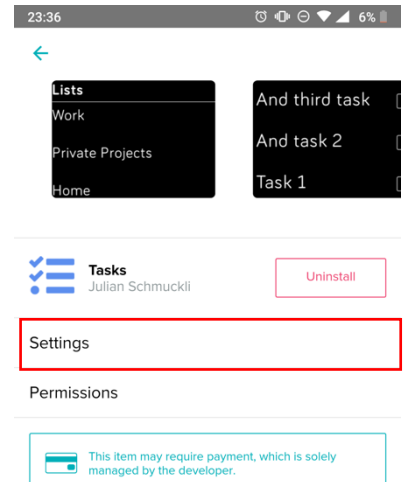 23:36
6%
Lists
Work
Private Projects
Home
And third task
And task 2
Task 1
Tasks
Julian Schmuckli
Uninstall
Settings
Permissions
This item may require payment, which is solely
managed by the developer.